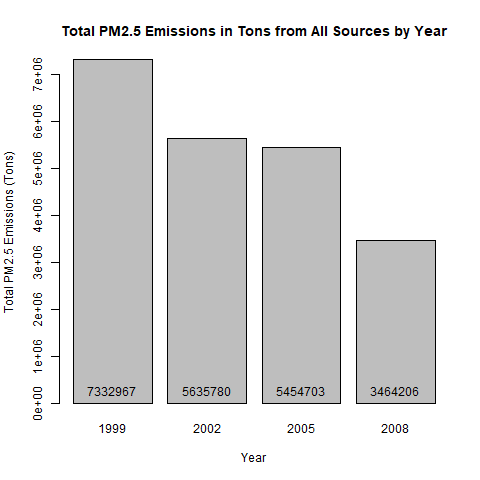 Total PM2.5 Emissions in Tons from All Sources by Year
Total PM2.5 Emissions (Tons)
7e+06
6e+06
5e+06
4e+06
3e+06
2e+06
1e+06
0e+00
7332967 5635780 5454703 3464206
1999 2002 2005 2008
Year